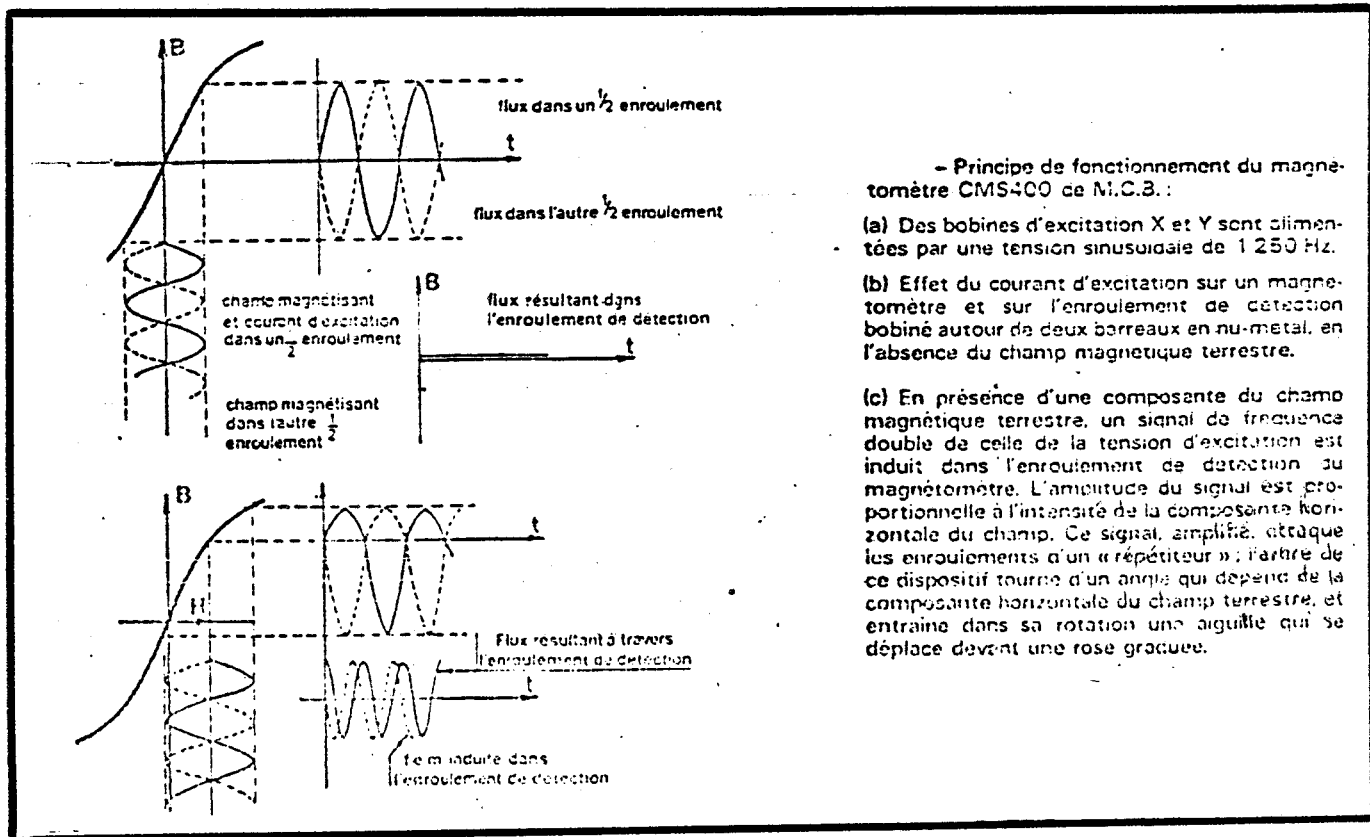 B
flux dans un 1/2 enroulement
t
flux dans l'autre 1/2 enroulement
champ magnétisant
et courant d'excitation
dans un 1/2 enroulement
B
flux résultant dans
l'enroulement de détection
t
champ magnétisant
dans l'autre 1/2
enroulement
B
t
H
Flux résultant à travers
l'enroulement de détection
t
f e m induite dans
l'enroulement de détection
– Principe de fonctionnement du magné-
tomètre CMS400 de M.C.B. :
(a) Des bobines d'excitation X et Y sont alimen-
tées par une tension sinusoïdale de 1 250 Hz.
(b) Effet du courant d'excitation sur un magné-
tomètre et sur l'enroulement de détection
bobiné autour de deux barreaux en nu-métal, en
l'absence du champ magnétique terrestre.
(c) En présence d'une composante du champ
magnétique terrestre, un signal de fréquence
double de celle de la tension d'excitation est
induit dans l'enroulement de détection du
magnétomètre. L'amplitude du signal est pro-
portionnelle à l'intensité de la composante hori-
zontale du champ. Ce signal, amplifié, attaque
les enroulements d'un « répétiteur » ; l'arbre de
ce dispositif tourne d'un angle qui dépend de la
composante horizontale du champ terrestre, et
entraine dans sa rotation une aiguille qui se
déplace devant une rose graduée.